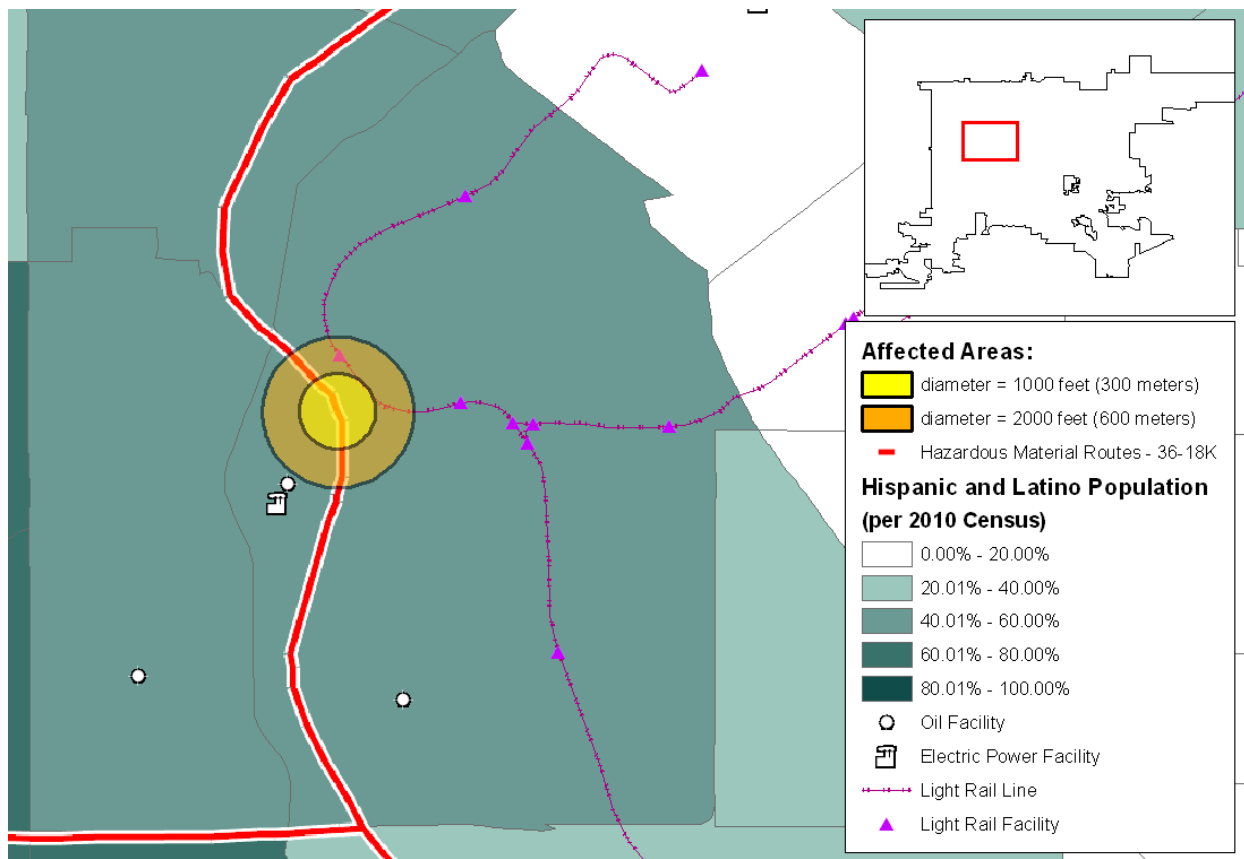 Affected Areas:
diameter = 1000 feet (300 meters)
diameter = 2000 feet (600 meters)
Hazardous Material Routes - 36-18K
Hispanic and Latino Population
(per 2010 Census)
0.00% - 20.00%
20.01% - 40.00%
40.01% - 60.00%
60.01% - 80.00%
80.01% - 100.00%
Oil Facility
Electric Power Facility
Light Rail Line
Light Rail Facility